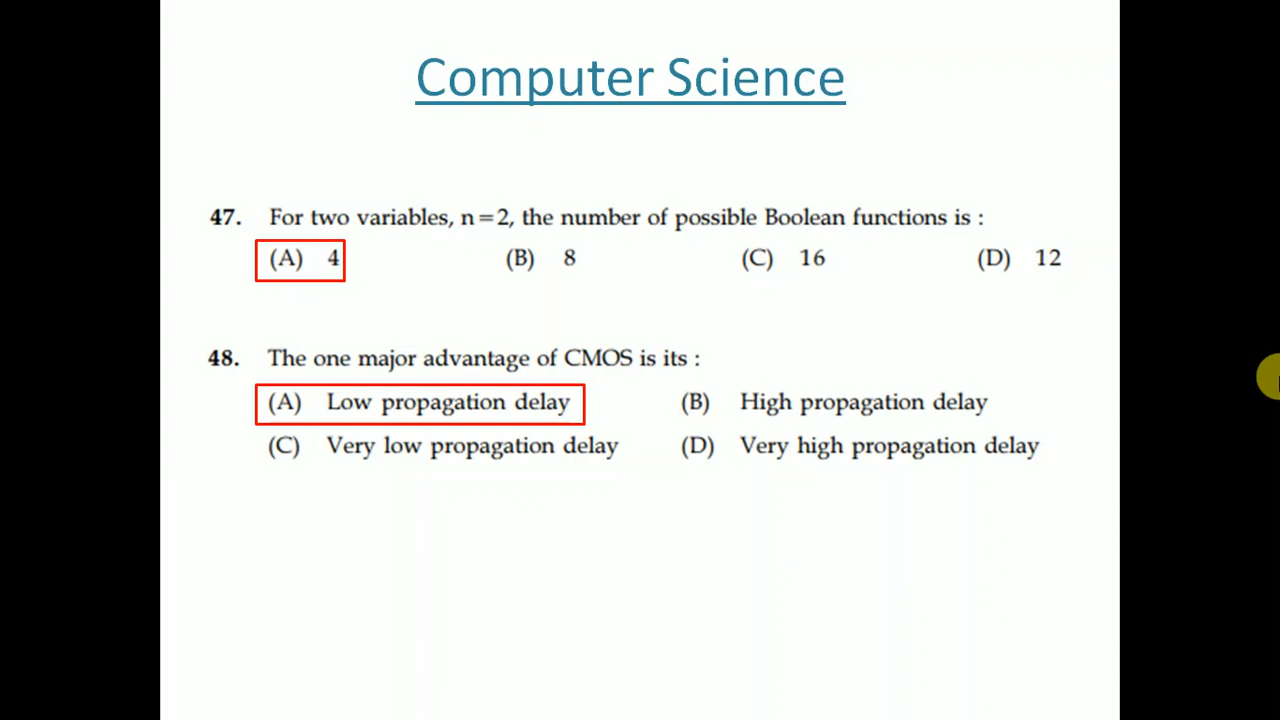 Computer Science
47. For two variables, n=2, the number of possible Boolean functions is :
(A) 4 (B) 8 (C) 16 (D) 12
48. The one major advantage of CMOS is its :
(A) Low propagation delay (B) High propagation delay
(C) Very low propagation delay (D) Very high propagation delay